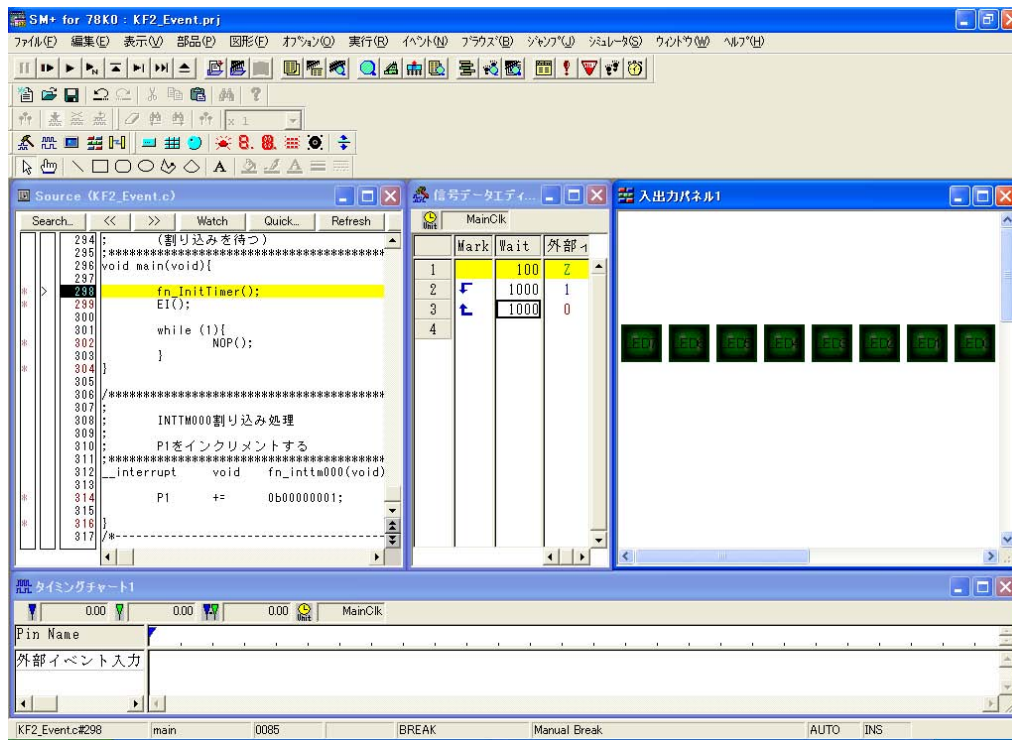 SM+ for 78K0 : KF2_Event.prj
ファイル(F) 編集(E) 表示(V) 部品(P) 図形(F) オプション(O) 実行(R) イベント(N) ブラウズ(B) ジャンプ(J) シミュレータ(S) ウィンドウ(W) ヘルプ(H)
x 1
Source (KF2_Event.c)
Search... << >> Watch Quick... Refresh
294 ; (割り込みを待つ)
295 ;****************************************
296 void main(void){
297
298 fn_InitTimer();
299 EI();
300
301 while (1){
302 NOP();
303 }
304 }
305
306 /****************************************
307 ;
308 ; INTTM000割り込み処理
309 ;
310 ; P1をインクリメントする
311 ;****************************************
312 __interrupt void fn_inttm000(void)
313
314 P1 += 0b00000001;
315
316 }
317 /*----------------------------------------
信号データエディ...
Unit MainClk
Mark Wait 外部イ
1 100 Z
2 1000 1
3 1000 0
4
入出力パネル1
タイミングチャート1
0.00 0.00 0.00 Unit MainClk
Pin Name
外部イベント入力
KF2_Event.c#298 main 0085 BREAK Manual Break AUTO INS